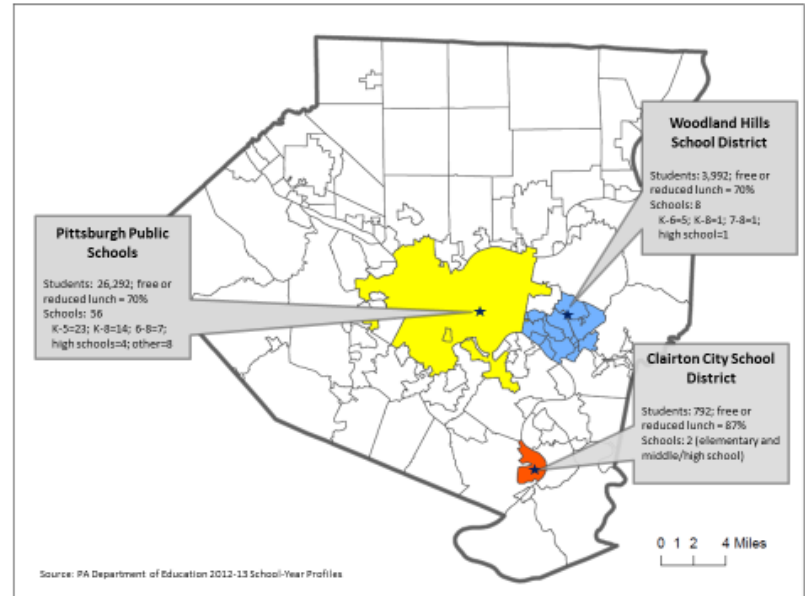 Woodland Hills
School District
Students: 3,992; free or
reduced lunch = 70%
Schools: 8
K-6=5; K-8=1; 7-8=1;
high school=1
Pittsburgh Public
Schools
Students: 26,292; free or
reduced lunch = 70%
Schools: 56
K-5=23; K-8=14; 6-8=7;
high schools=4; other=8
Clairton City School
District
Students: 792; free or
reduced lunch = 87%
Schools: 2 (elementary and
middle/high school)
0 1 2 4 Miles
Source: PA Department of Education 2012-13 School-Year Profiles